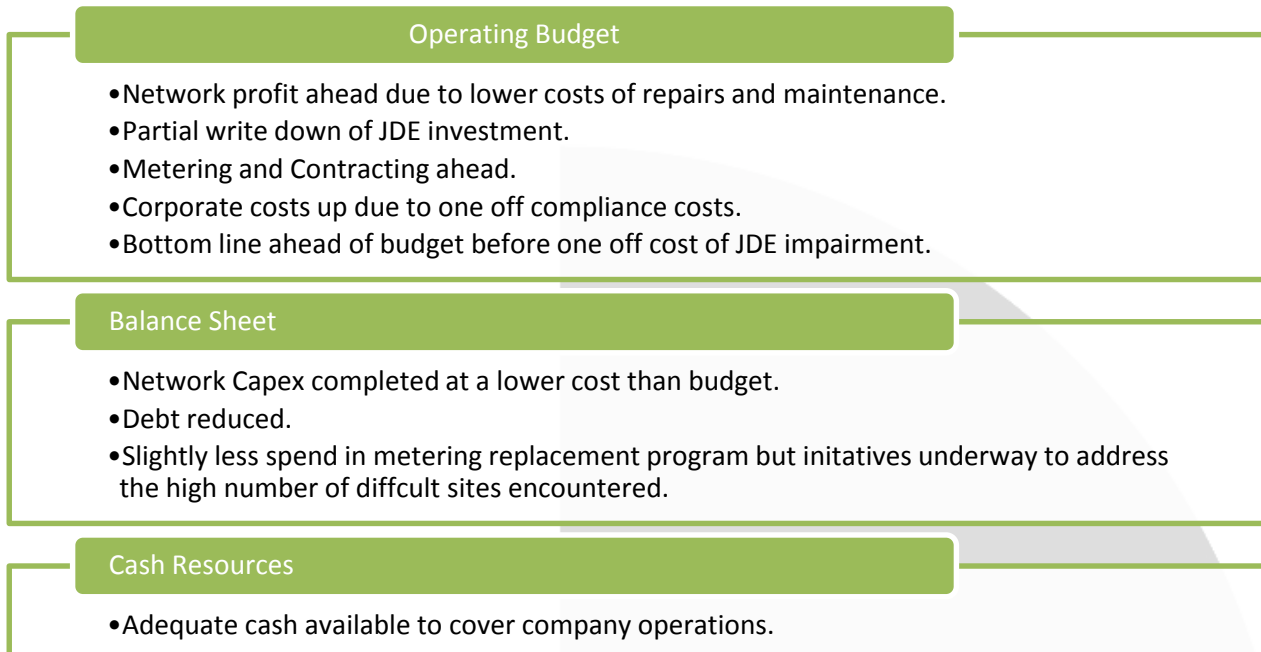 Operating Budget
•Network profit ahead due to lower costs of repairs and maintenance.
•Partial write down of JDE investment.
•Metering and Contracting ahead.
•Corporate costs up due to one off compliance costs.
•Bottom line ahead of budget before one off cost of JDE impairment.
Balance Sheet
•Network Capex completed at a lower cost than budget.
•Debt reduced.
•Slightly less spend in metering replacement program but initatives underway to address
the high number of diffcult sites encountered.
Cash Resources
•Adequate cash available to cover company operations.